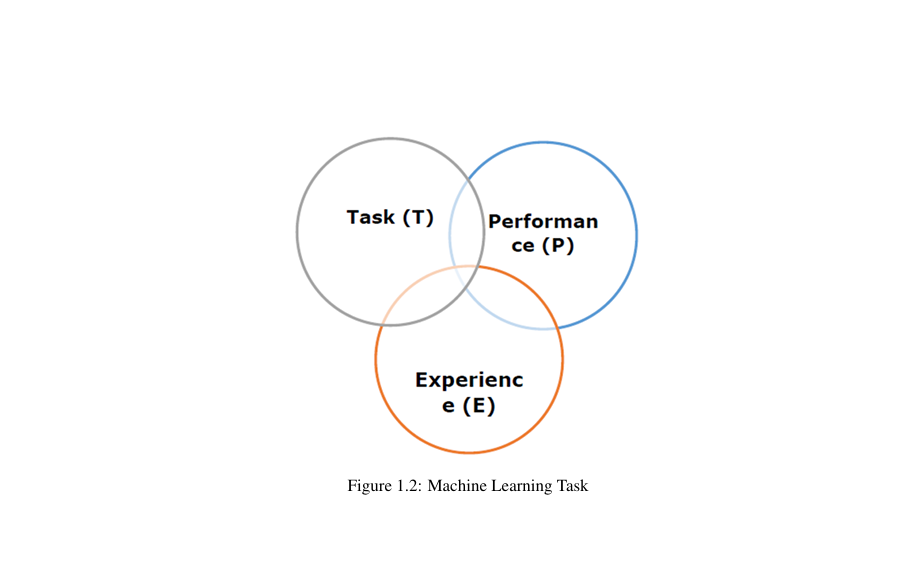 Task (T)
Performan
ce (P)
Experienc
e (E)
Figure 1.2: Machine Learning Task